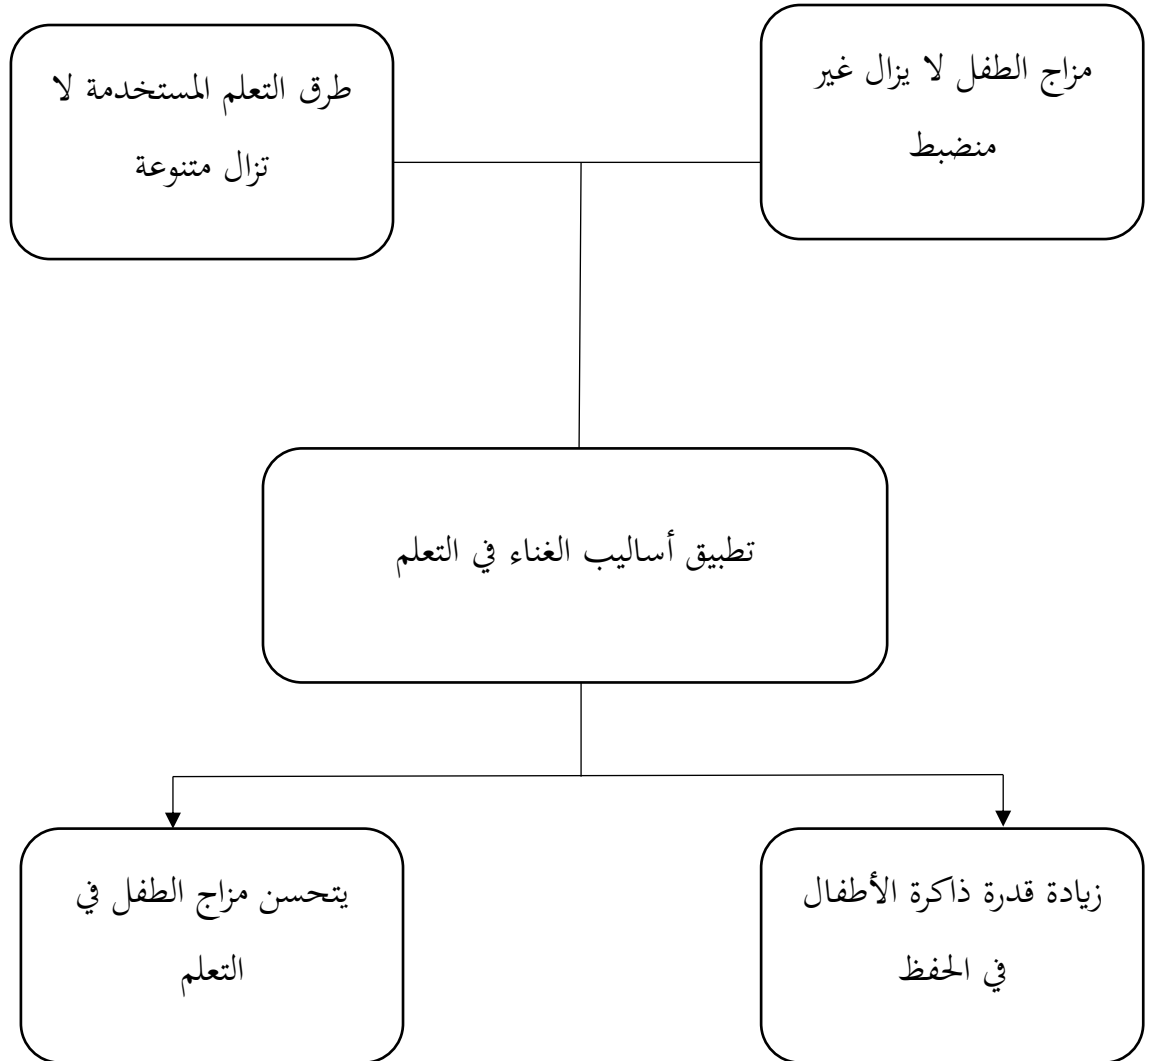 مزاج الطفل لا يزال غير
منضبط
طرق التعلم المستخدمة لا
تزال متنوعة
تطبيق أساليب الغناء في التعلم
زيادة قدرة ذاكرة الأطفال
في الحفظ
يتحسن مزاج الطفل في
التعلم